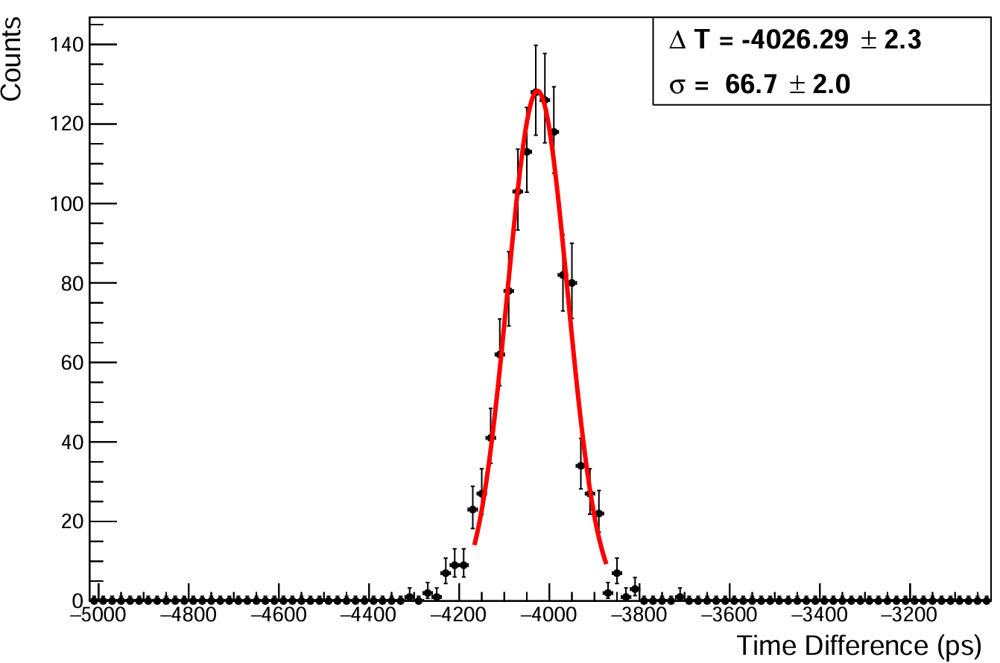 Counts
Δ T = -4026.29 ± 2.3
σ = 66.7 ± 2.0
140
120
100
80
60
40
20
0
−5000 −4800 −4600 −4400 −4200 −4000 −3800 −3600 −3400 −3200
Time Difference (ps)